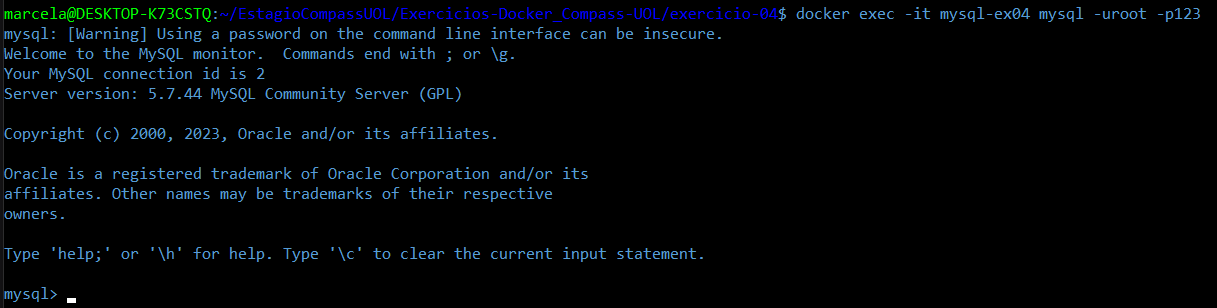 marcela@DESKTOP-K73CSTQ:~/EstagioCompassUOL/Exercicios-Docker_Compass-UOL/exercicio-04$ docker exec -it mysql-ex04 mysql -uroot -p123
mysql: [Warning] Using a password on the command line interface can be insecure.
Welcome to the MySQL monitor.  Commands end with ; or \g.
Your MySQL connection id is 2
Server version: 5.7.44 MySQL Community Server (GPL)
Copyright (c) 2000, 2023, Oracle and/or its affiliates.
Oracle is a registered trademark of Oracle Corporation and/or its
affiliates. Other names may be trademarks of their respective
owners.
Type 'help;' or '\h' for help. Type '\c' to clear the current input statement.
mysql>